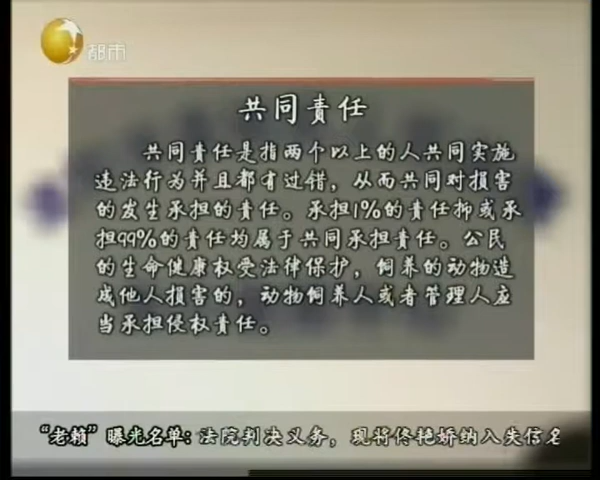 都市
共同责任
共同责任是指两个以上的人共同实施
违法行为并且都有过错，从而共同对损害
的发生承担的责任。承担1%的责任抑或承
担99%的责任均属于共同承担责任。公民
的生命健康权受法律保护，饲养的动物造
成他人损害的，动物饲养人或者管理人应
当承担侵权责任。
“老赖”曝光名单：法院判决义务，现将佟艳娇纳入失信名